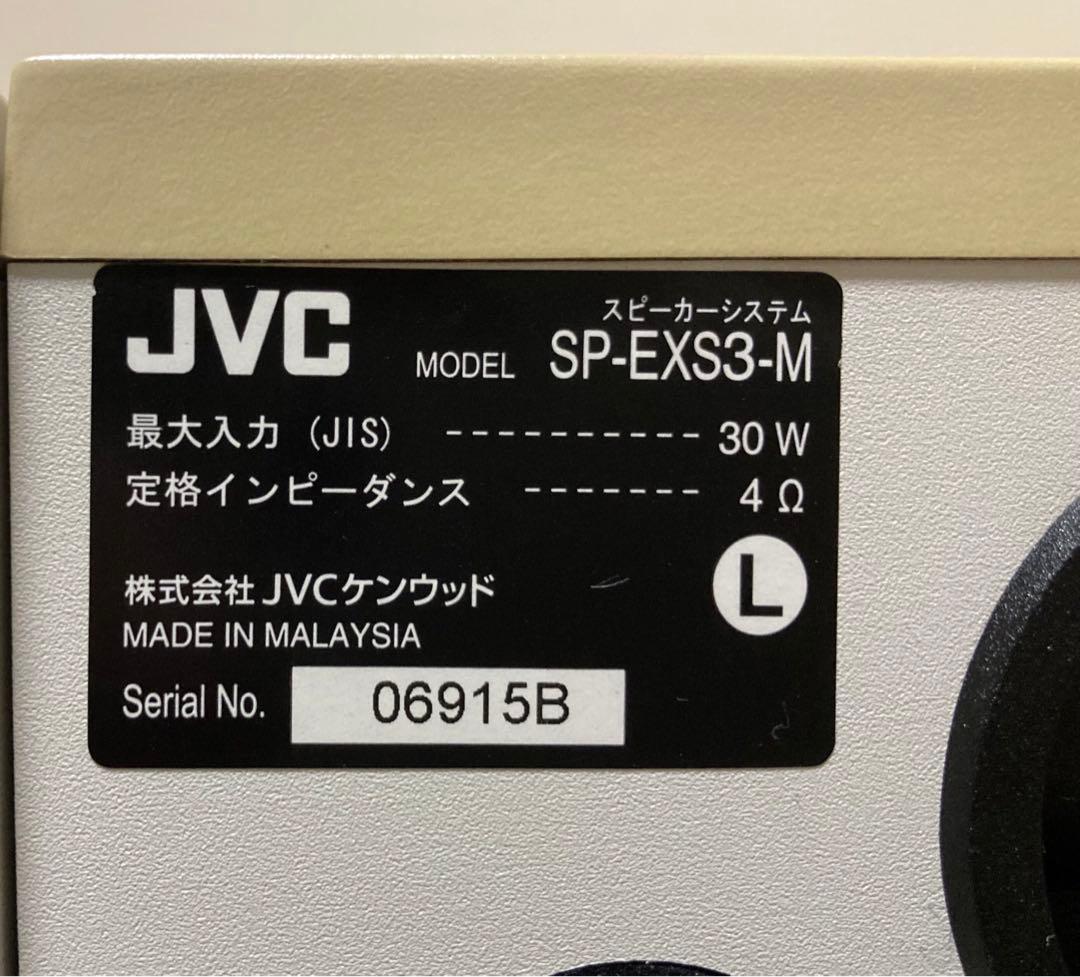 JVC
スピーカーシステム
MODEL SP-EXS3-M
最大入力 (JIS) ---------- 30 W
定格インピーダンス ------- 4 Ω
L
株式会社 JVCケンウッド
MADE IN MALAYSIA
Serial No. 06915B